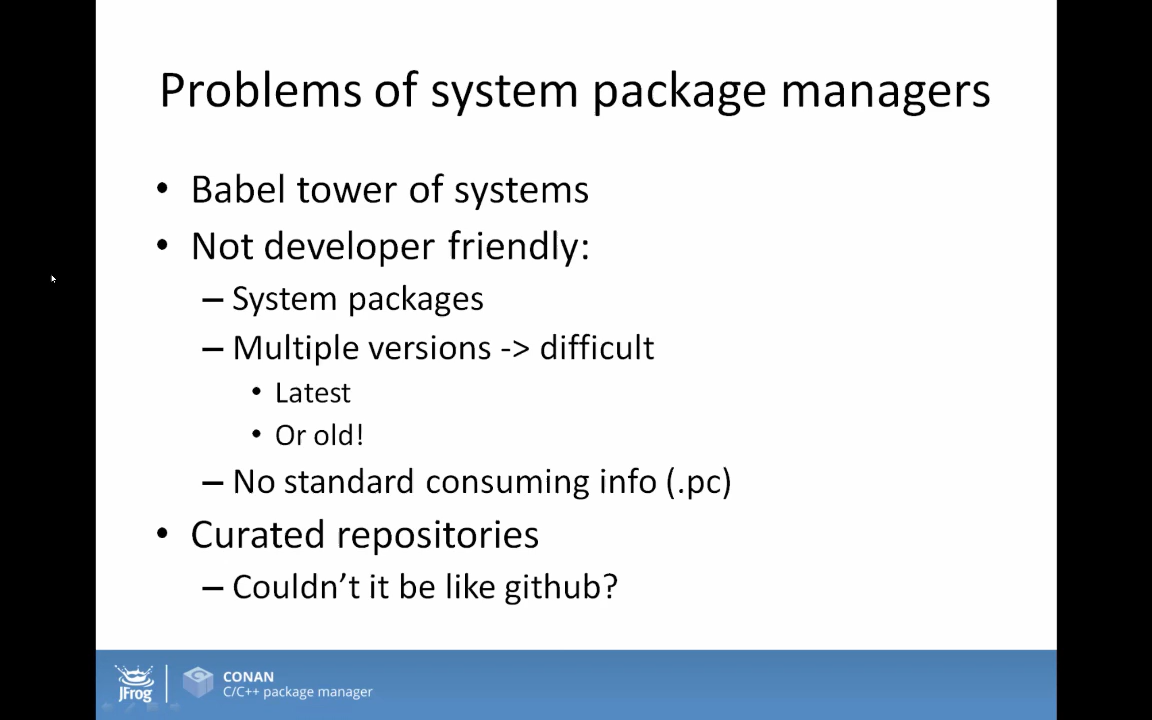 Problems of system package managers
• Babel tower of systems
• Not developer friendly:
– System packages
– Multiple versions -> difficult
• Latest
• Or old!
– No standard consuming info (.pc)
• Curated repositories
– Couldn’t it be like github?
JFrog
CONAN
C/C++ package manager